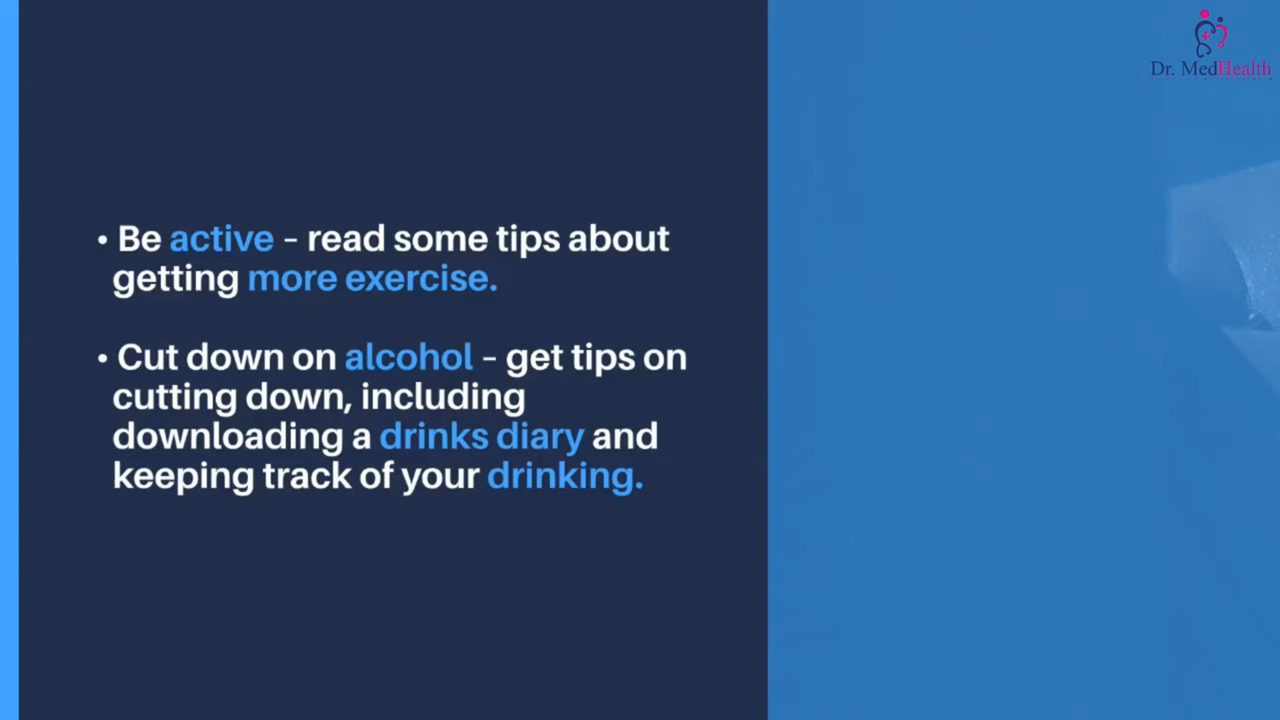 Dr. MedHealth
• Be active – read some tips about
getting more exercise.
• Cut down on alcohol – get tips on
cutting down, including
downloading a drinks diary and
keeping track of your drinking.